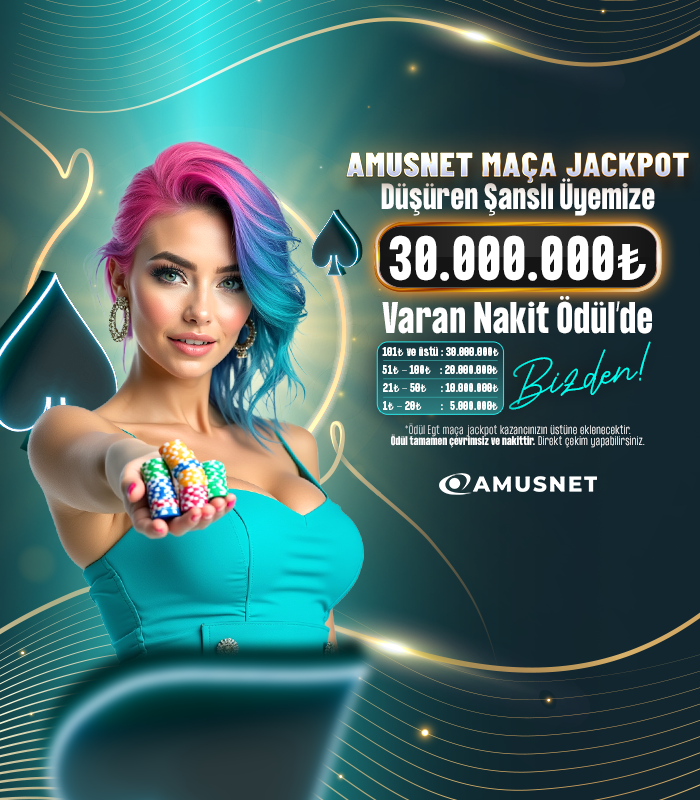 AMUSNET MAÇA JACKPOT
Düşüren Şanslı Üyemize
30.000.000₺
Varan Nakit Ödül'de
101₺ ve üstü : 30.000.000₺
51₺ – 100₺ : 20.000.000₺
21₺ – 50₺ : 10.000.000₺
1₺ – 20₺ : 5.000.000₺
Bizden!
*Ödül Egt maça jackpot kazancınızın üstüne eklenecektir.
Ödül tamamen çevrimsiz ve nakittir. Direkt çekim yapabilirsiniz.
AMUSNET